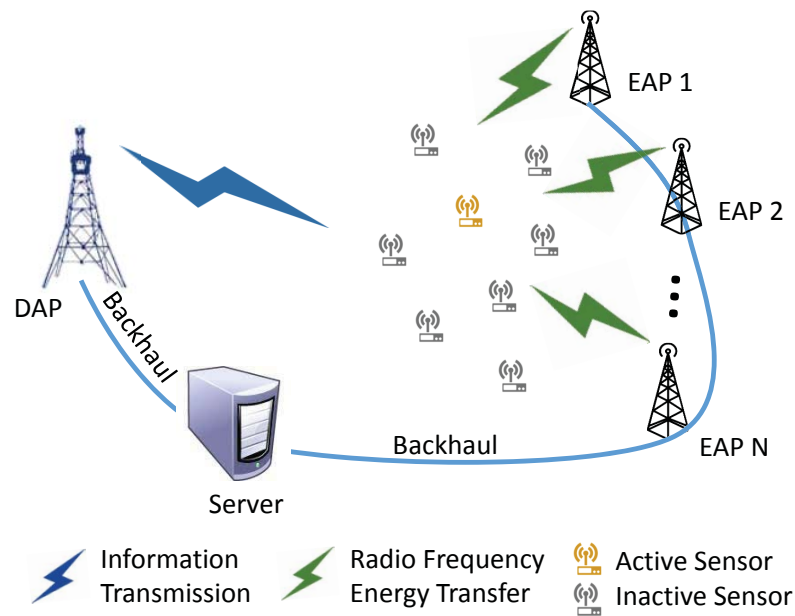 EAP 1
EAP 2
DAP
Backhaul
EAP N
Backhaul
Server
Information
Transmission
Radio Frequency
Energy Transfer
Active Sensor
Inactive Sensor